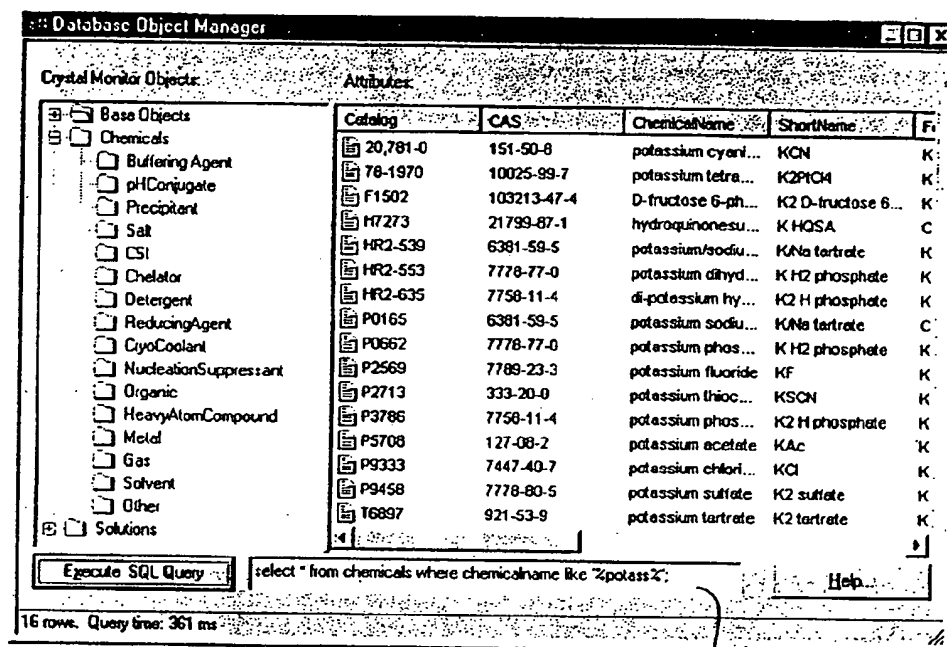 Database Object Manager
Crystal Monitor Objects:
Attributes:
Base Objects
Chemicals
Buffering Agent
pHConjugate
Precipitant
Salt
CSI
Chelator
Detergent
ReducingAgent
CryoCoolant
NucleationSuppressant
Organic
HeavyAtomCompound
Metal
Gas
Solvent
Other
Solutions
Catalog CAS ChemicalName ShortName
20,781-0 151-50-8 potassium cyani... KCN K
78-1970 10025-99-7 potassium tetra... K2PtCl4 K
F1502 103213-47-4 D-fructose 6-ph... K2 D-fructose 6... K
H7273 21799-87-1 hydroquinonesu... K HQSA C
HR2-539 6381-59-5 potassium/sodiu... K/Na tartrate K
HR2-553 7778-77-0 potassium dihyd... K H2 phosphate K
HR2-635 7758-11-4 di-potassium hy... K2 H phosphate K
P0165 6381-59-5 potassium sodiu... K/Na tartrate C
P0662 7778-77-0 potassium phos... K H2 phosphate K
P2569 7789-23-3 potassium fluoride KF K
P2713 333-20-0 potassium thioc... KSCN K
P3786 7758-11-4 potassium phos... K2 H phosphate K
P5708 127-08-2 potassium acetate KAc K
P9333 7447-40-7 potassium chlori... KCl K
P9458 7778-80-5 potassium sulfate K2 sulfate K
T6897 921-53-9 potassium tartrate K2 tartrate K
Execute SQL Query
select * from chemicals where chemicalname like "%potass%";
Help...
16 rows. Query time: 361 ms